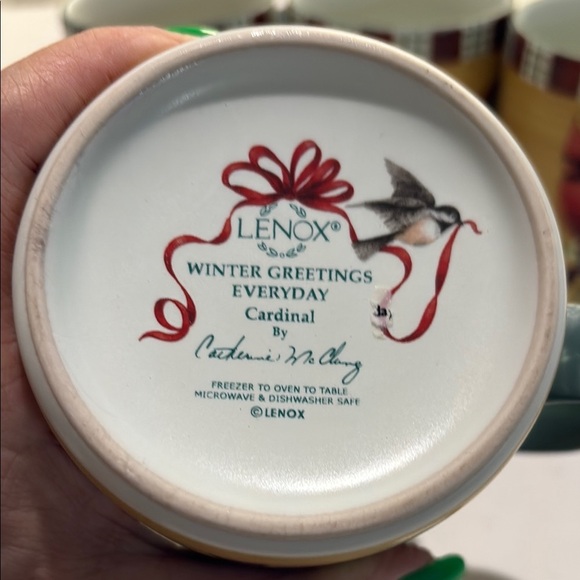 LENOX®
WINTER GREETINGS
EVERYDAY
Cardinal
By
Catherine McClung
FREEZER TO OVEN TO TABLE
MICROWAVE & DISHWASHER SAFE
©LENOX